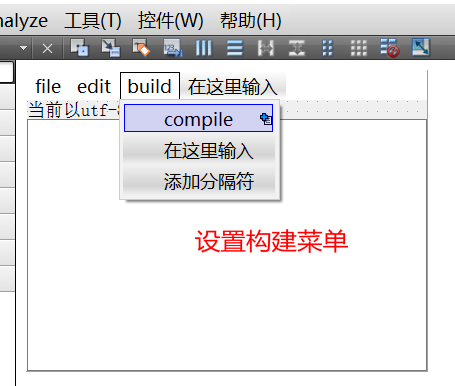 nalyze 工具(T) 控件(W) 帮助(H)
file edit build 在这里输入
当前以utf-8
compile
在这里输入
添加分隔符
设置构建菜单